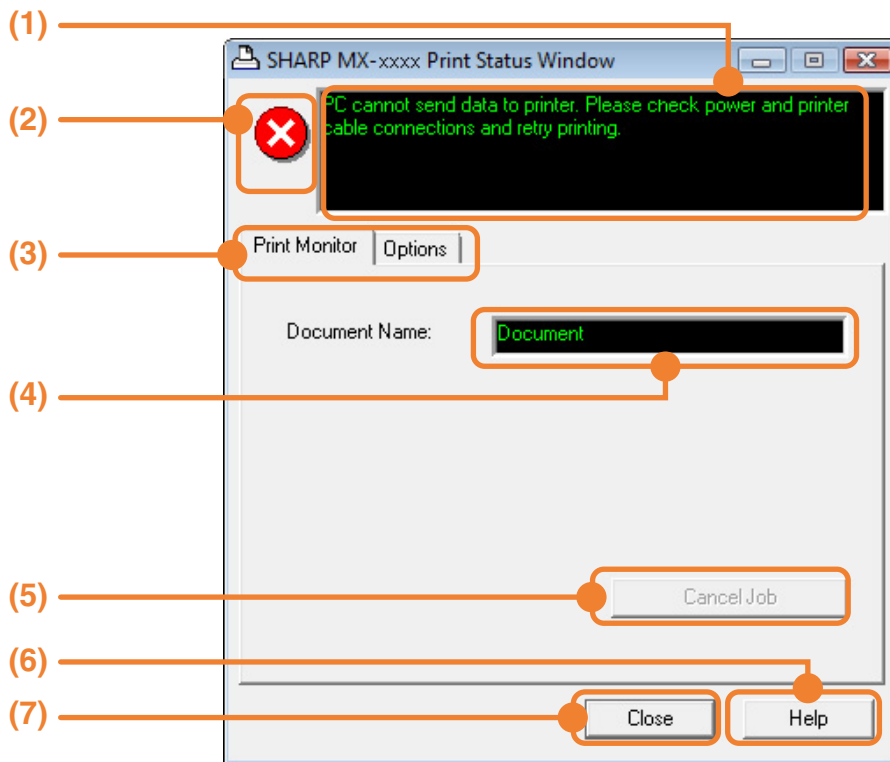 (1)
SHARP MX-xxxx Print Status Window
(2)
PC cannot send data to printer. Please check power and printer
cable connections and retry printing.
(3)
Print Monitor
Options
Document Name:
Document
(4)
(5)
Cancel Job
(6)
(7)
Close
Help